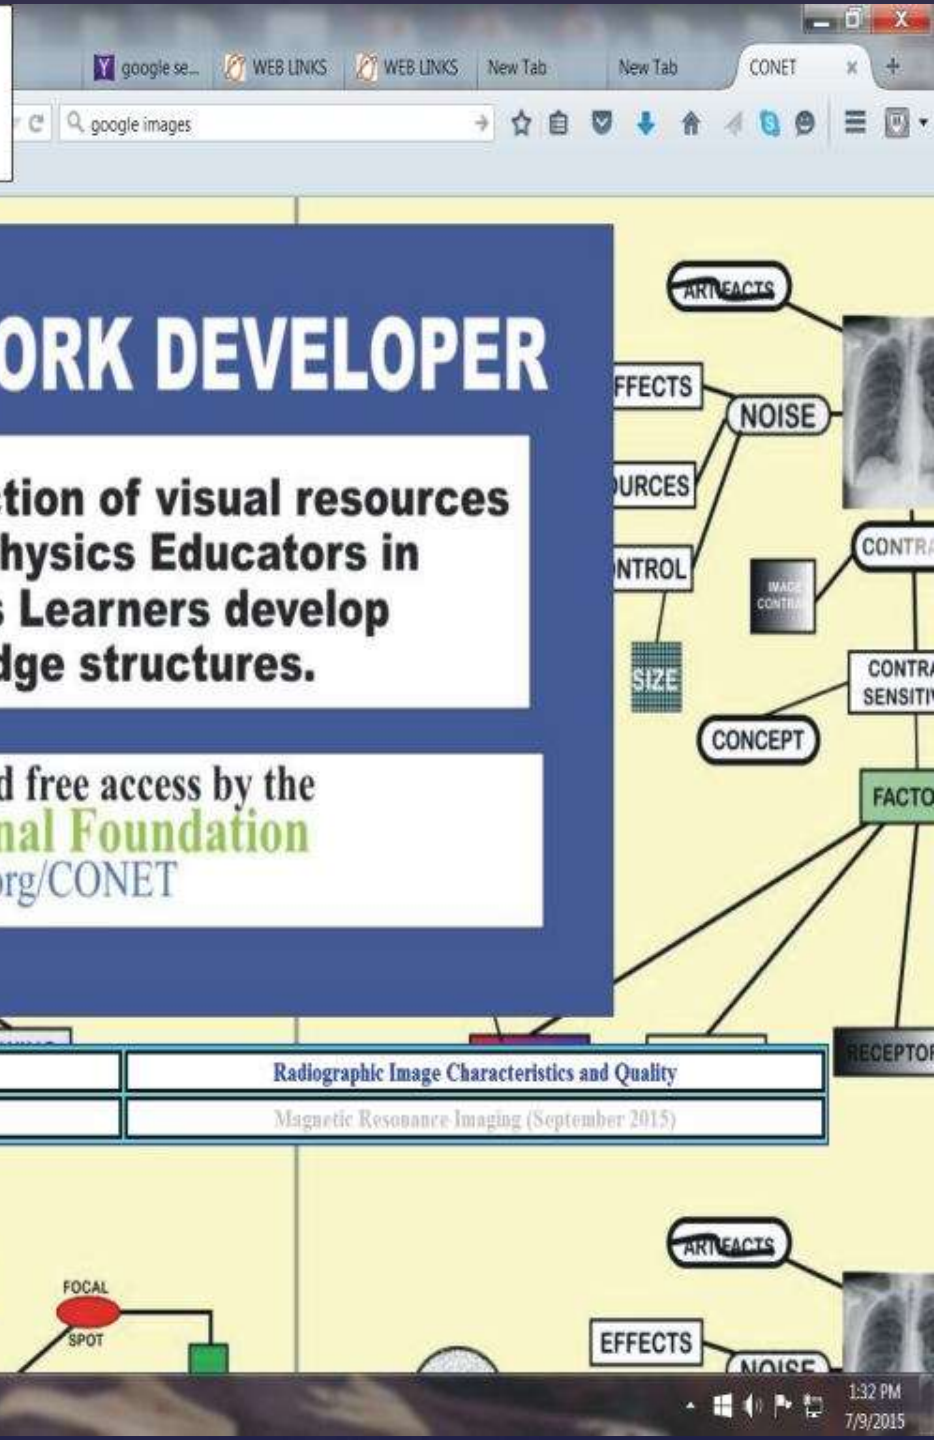 google se...
WEB LINKS
WEB LINKS
New Tab
New Tab
CONET
google images
ORK DEVELOPER
ction of visual resources
hysics Educators in
s Learners develop
dge structures.
d free access by the
nal Foundation
org/CONET
ARTIFACTS
FFECTS
NOISE
URCES
NTROL
CONTRA
IMAGE
CONTRA
SIZE
CONTRA
SENSITIV
CONCEPT
FACTO
RECEPTOR
Radiographic Image Characteristics and Quality
Magnetic Resonance Imaging (September 2015)
ARTIFACTS
FOCAL
SPOT
EFFECTS
NOISE
1:32 PM
7/9/2015